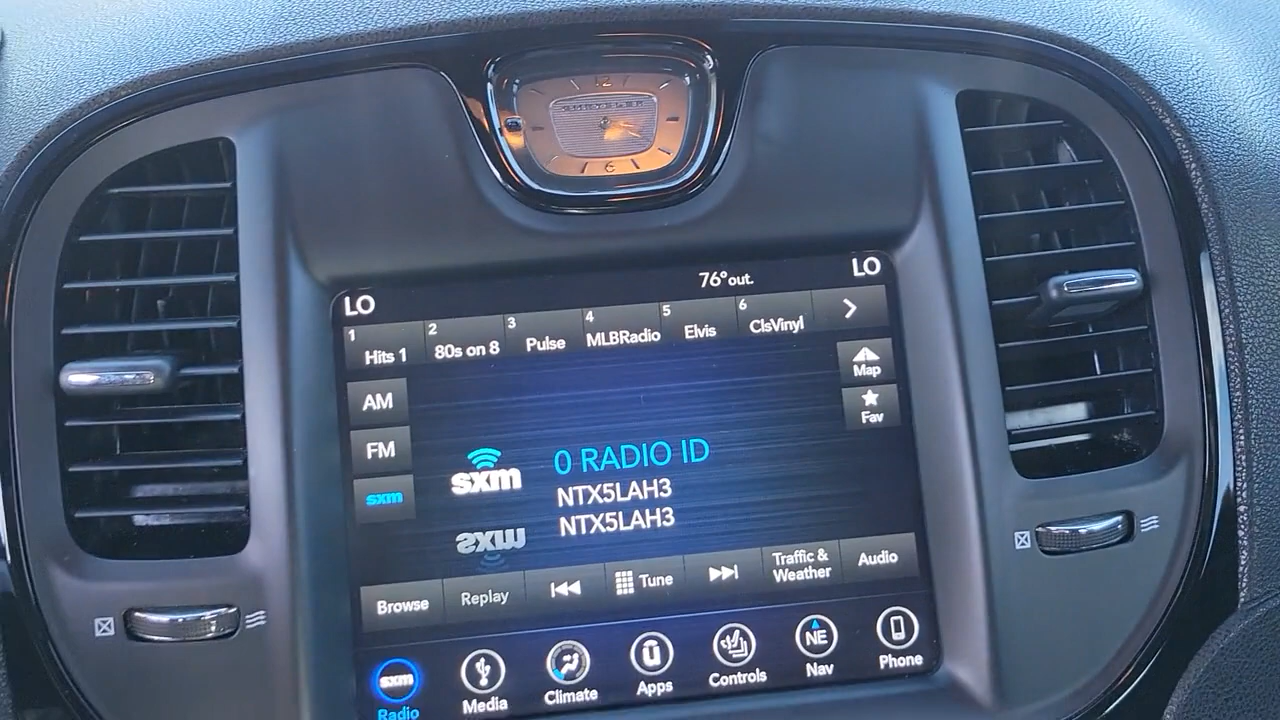 12
6
LO
76° out.
LO
1 Hits 1
2 80s on 8
3 Pulse
4 MLBRadio
5 Elvis
6 ClsVinyl
Map
AM
Fav
FM
sxm
sxm
0 RADIO ID
NTX5LAH3
NTX5LAH3
Browse
Replay
Tune
Traffic &
Weather
Audio
sxm
Radio
Media
Climate
Apps
Controls
NE
Nav
Phone